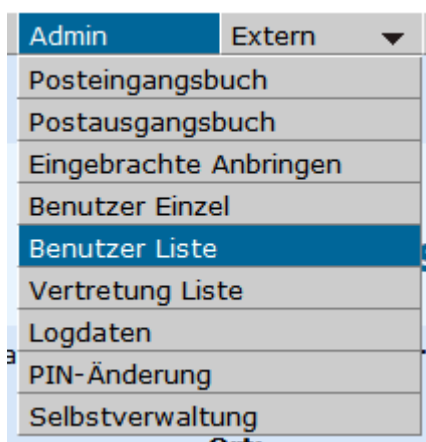 Admin Extern
Posteingangsbuch
Postausgangsbuch
Eingebrachte Anbringen
Benutzer Einzel
Benutzer Liste
Vertretung Liste
Logdaten
PIN-Änderung
Selbstverwaltung